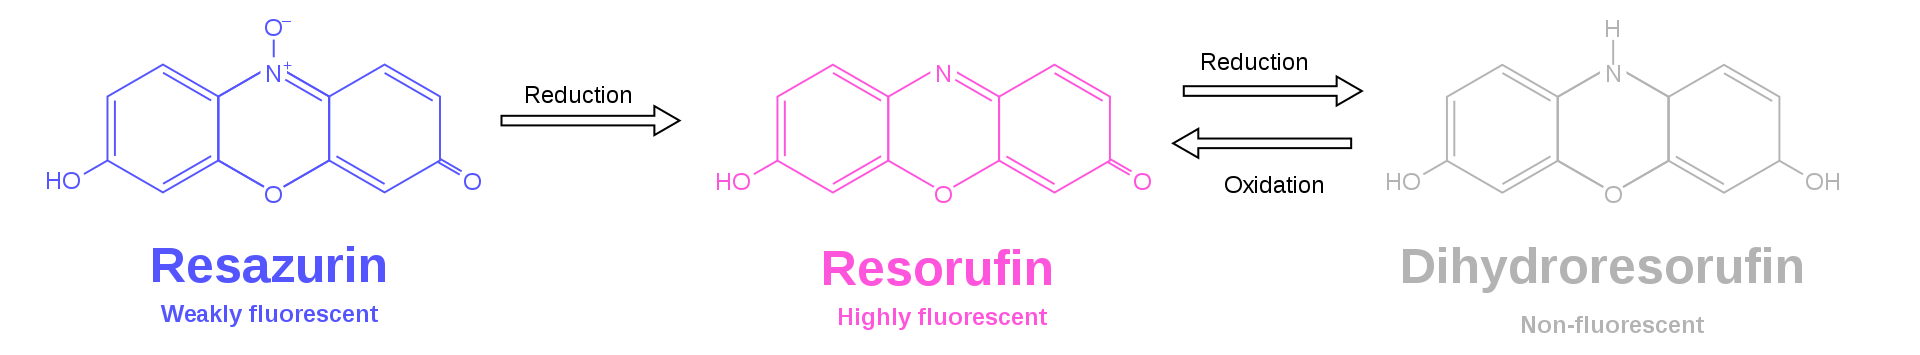 O−
N+
HO
O
O
Reduction
N
HO
O
O
Reduction
Oxidation
H
N
HO
O
OH
Resazurin
Weakly fluorescent
Resorufin
Highly fluorescent
Dihydroresorufin
Non-fluorescent